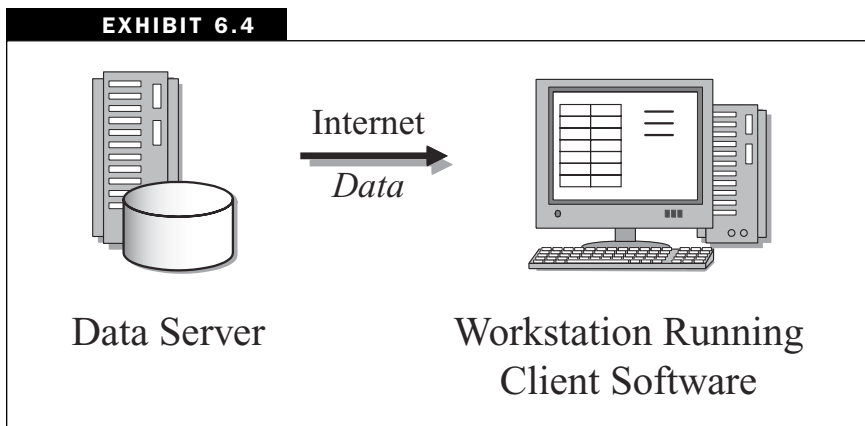 EXHIBIT 6.4
Internet
Data
Data Server
Workstation Running
Client Software